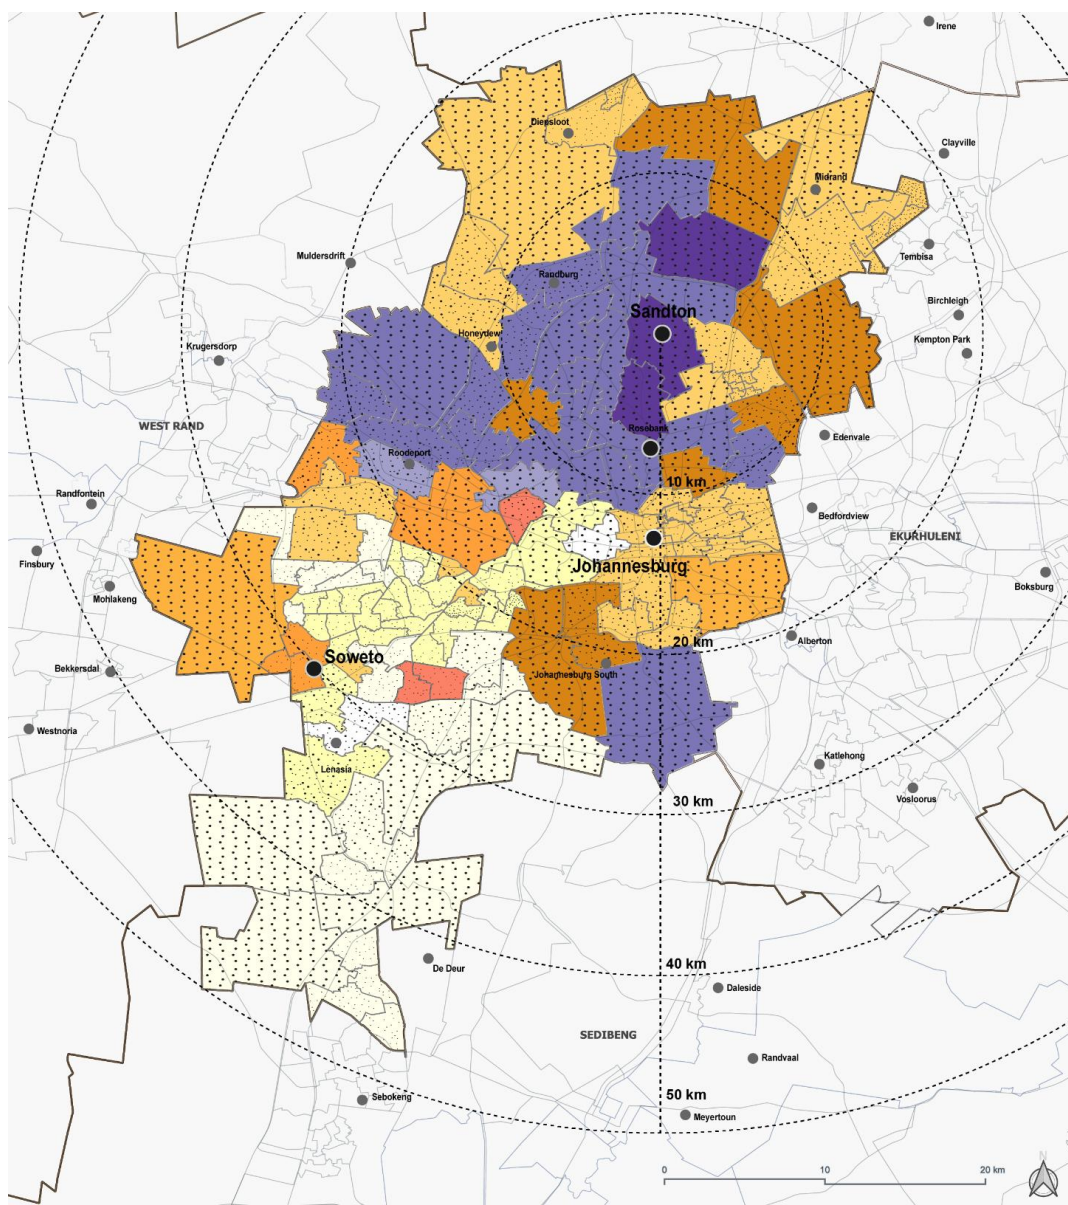 Irene
Diepsloot
Clayville
Midrand
Tembisa
Muldersdrift
Randburg
Birchleigh
Sandton
Honeydew
Kempton Park
Krugersdorp
WEST RAND
Rosebank
Edenvale
Roodeport
10 km
Randfontein
Bedfordview
EKURHULENI
Finsbury
Johannesburg
Boksburg
Mohlakeng
20 km
Alberton
Soweto
Bekkersdal
Johannesburg South
Westnoria
Katlehong
Lenasia
Vosloorus
30 km
De Deur
40 km
Daleside
SEDIBENG
Randvaal
50 km
Sebokeng
Meyertoun
N
0 10 20 km